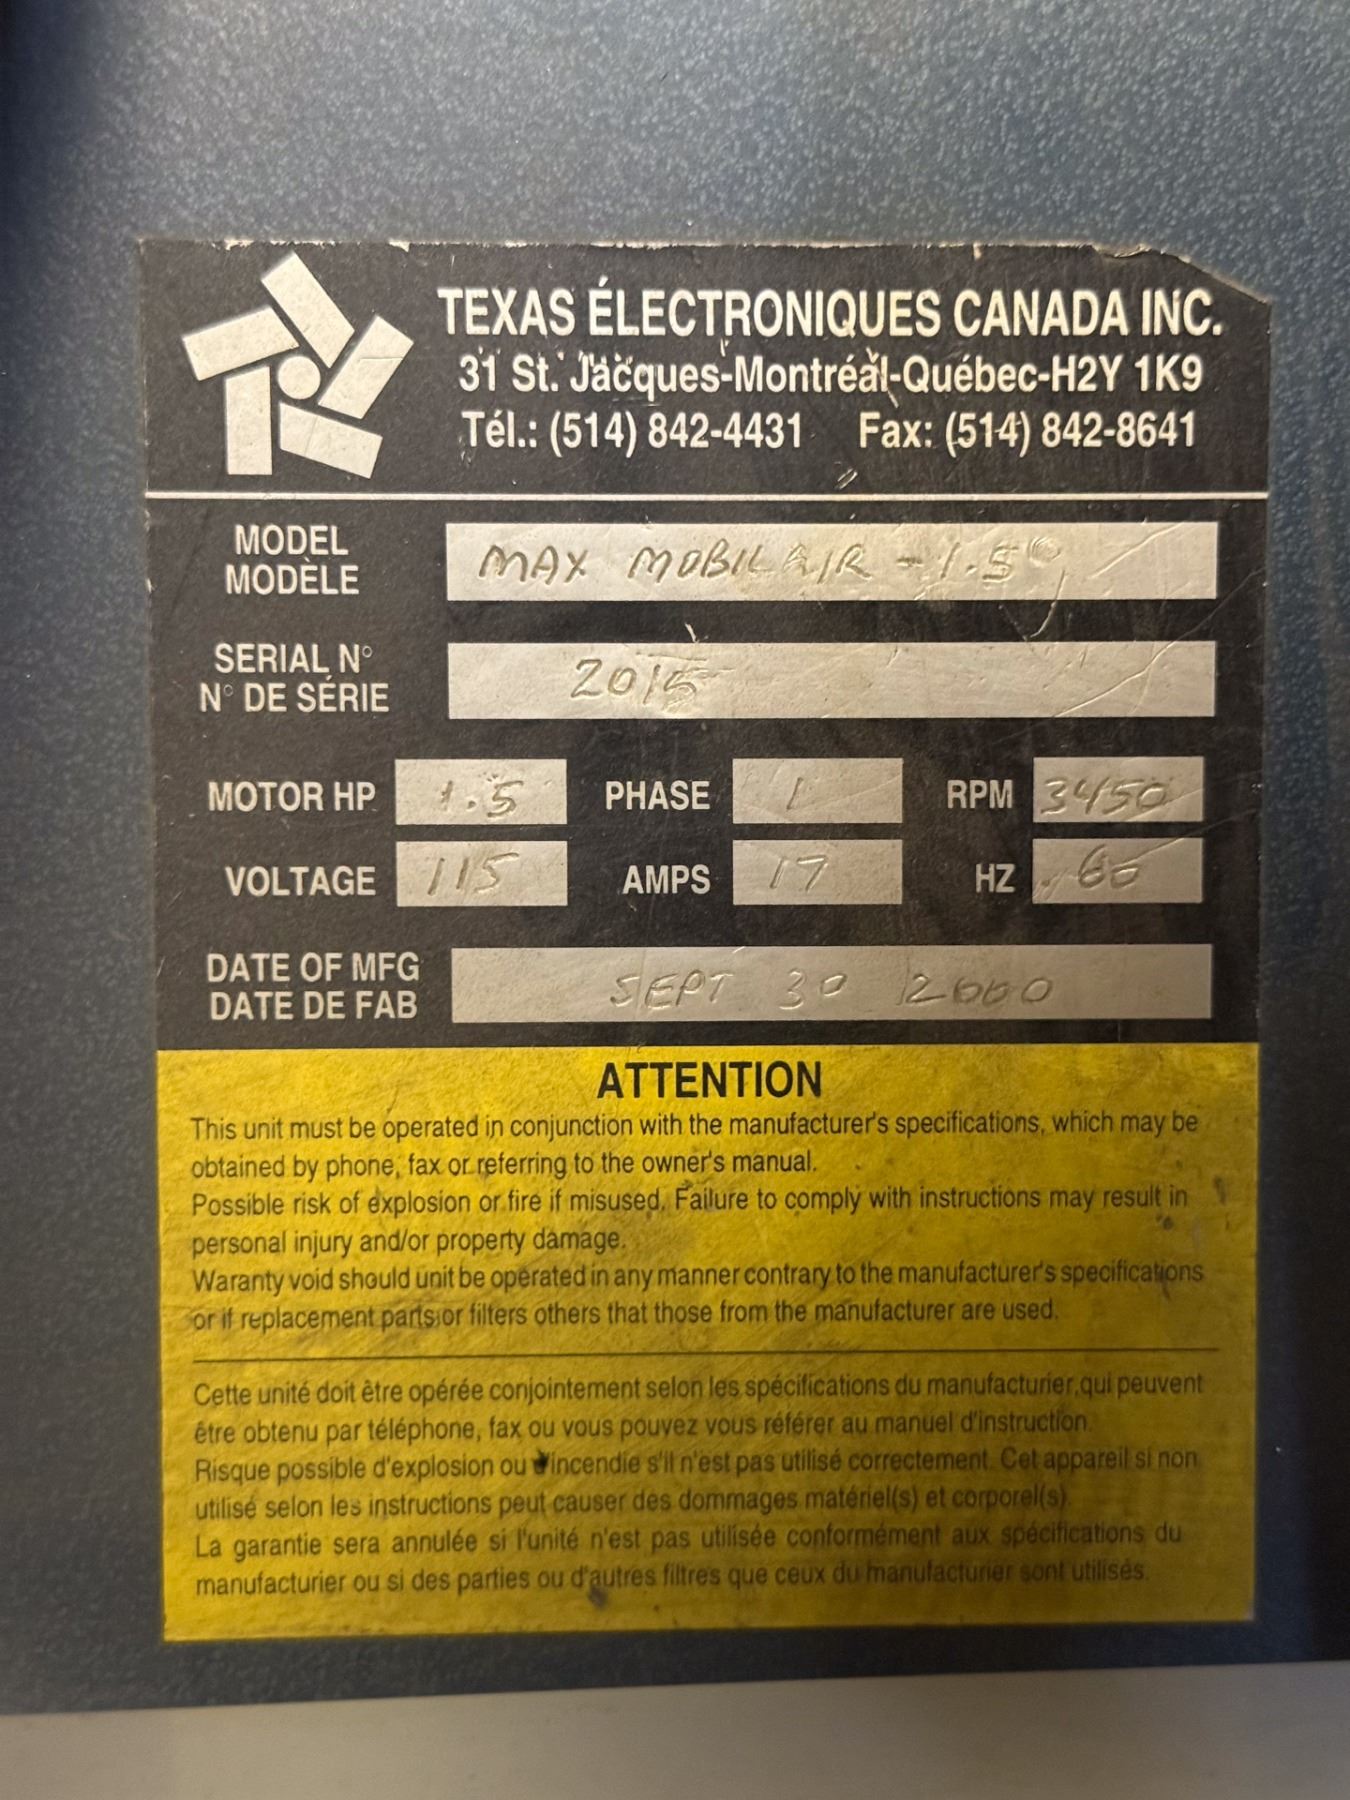 TEXAS ÉLECTRONIQUES CANADA INC.
31 St. Jacques-Montréal-Québec-H2Y 1K9
Tél.: (514) 842-4431 Fax: (514) 842-8641
MODEL
MODÈLE
MAX MOBILAIR - 1.5
SERIAL N°
N° DE SÉRIE
2015
MOTOR HP 1.5 PHASE 1 RPM 3450
VOLTAGE 115 AMPS 17 HZ 60
DATE OF MFG
DATE DE FAB
SEPT 30 2000
ATTENTION
This unit must be operated in conjunction with the manufacturer's specifications, which may be
obtained by phone, fax or referring to the owner's manual.
Possible risk of explosion or fire if misused. Failure to comply with instructions may result in
personal injury and/or property damage.
Waranty void should unit be operated in any manner contrary to the manufacturer's specifications
or if replacement parts or filters others that those from the manufacturer are used.
Cette unité doit être opérée conjointement selon les spécifications du manufacturier, qui peuvent
être obtenu par téléphone, fax ou vous pouvez vous référer au manuel d'instruction.
Risque possible d'explosion ou d'incendie s'il n'est pas utilisé correctement. Cet appareil si non
utilisé selon les instructions peut causer des dommages matériel(s) et corporel(s).
La garantie sera annulée si l'unité n'est pas utilisée conformément aux spécifications du
manufacturier ou si des parties ou d'autres filtres que ceux du manufacturier sont utilisés.